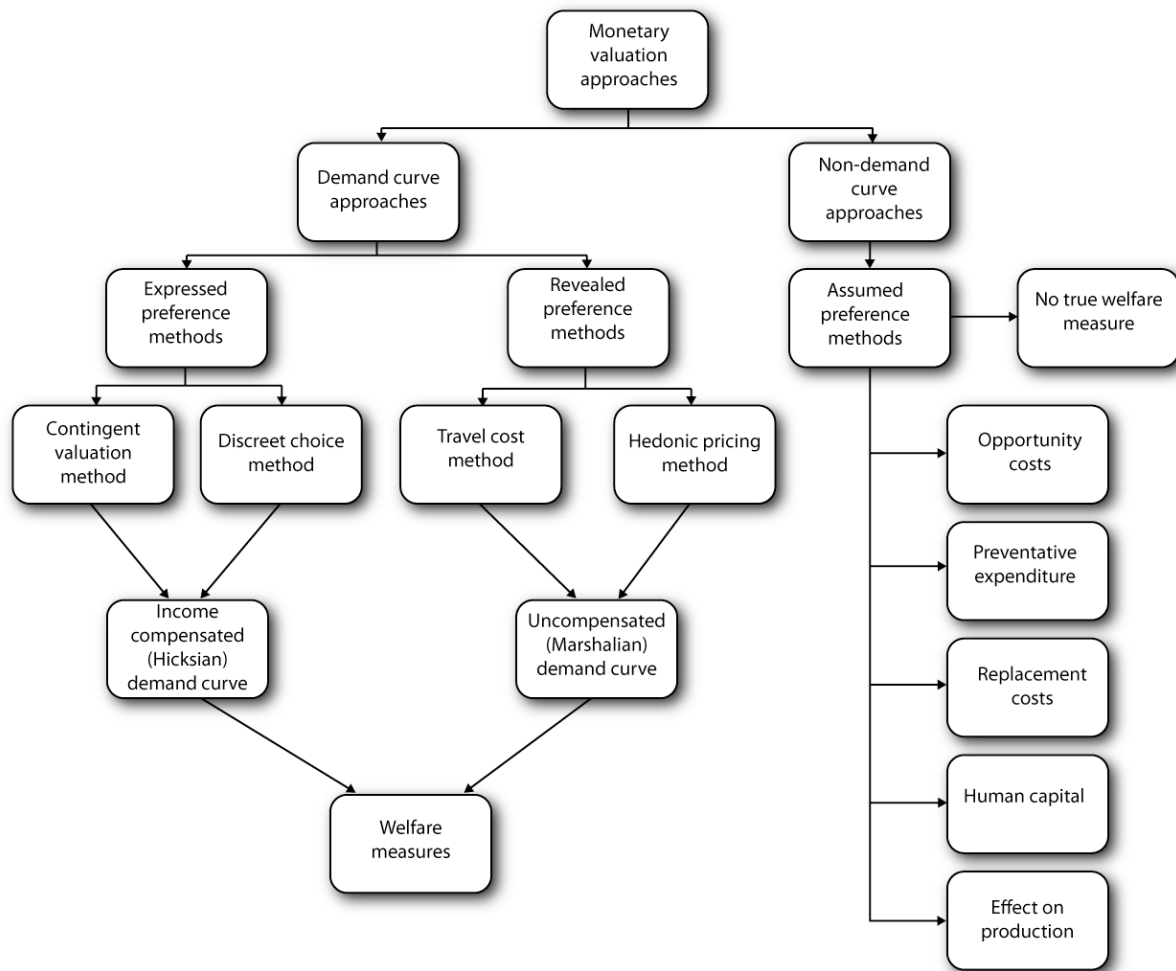 Monetary
valuation
approaches
Demand curve
approaches
Non-demand
curve
approaches
Expressed
preference
methods
Revealed
preference
methods
Assumed
preference
methods
No true welfare
measure
Contingent
valuation
method
Discreet choice
method
Travel cost
method
Hedonic pricing
method
Opportunity
costs
Preventative
expenditure
Income
compensated
(Hicksian)
demand curve
Uncompensated
(Marshalian)
demand curve
Replacement
costs
Human capital
Welfare
measures
Effect on
production